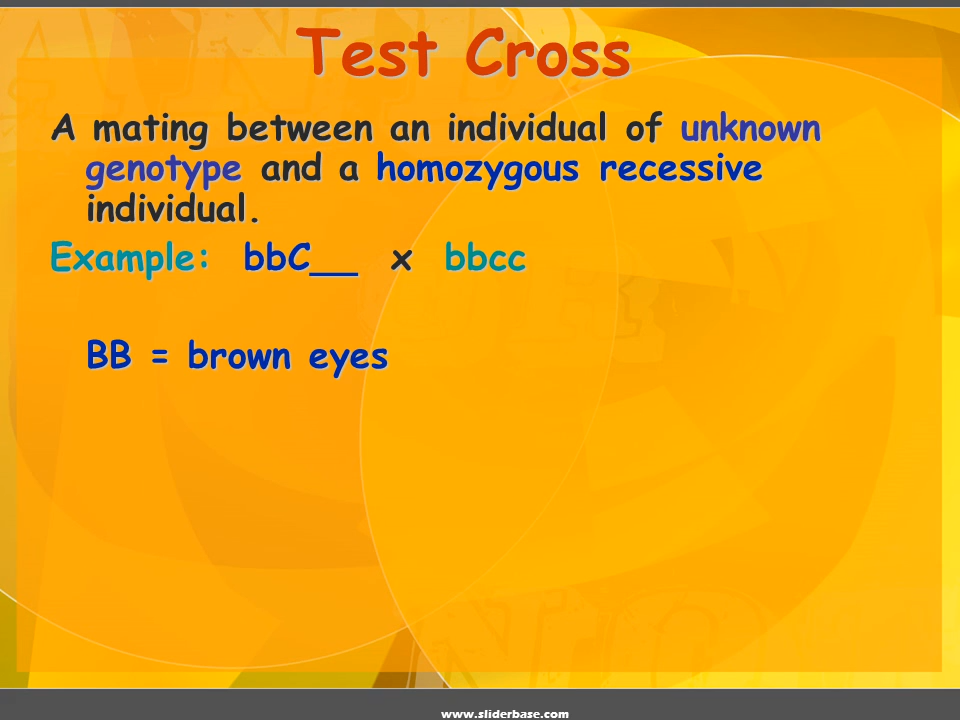 Test Cross
A mating between an individual of unknown
genotype and a homozygous recessive
individual.
Example: bbC__ x bbcc
BB = brown eyes
www.sliderbase.com